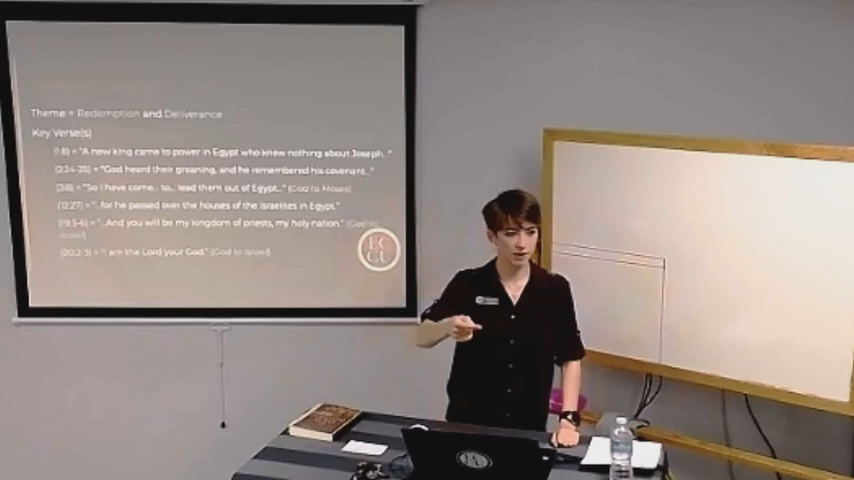 Theme = Redemption and Deliverance
Key Verse(s)
(1:8) = "A new king came to power in Egypt who knew nothing about Joseph..."
(2:24-25) = "God heard their groaning, and he remembered his covenant..."
(3:8) = "So I have come... to... lead them out of Egypt..." (God to Moses)
(12:27) = "...for he passed over the houses of the Israelites in Egypt."
(19:5-6) = "...And you will be my kingdom of priests, my holy nation." (God to
Israel)
(20:2-3) = "I am the Lord your God." (God to Israel)